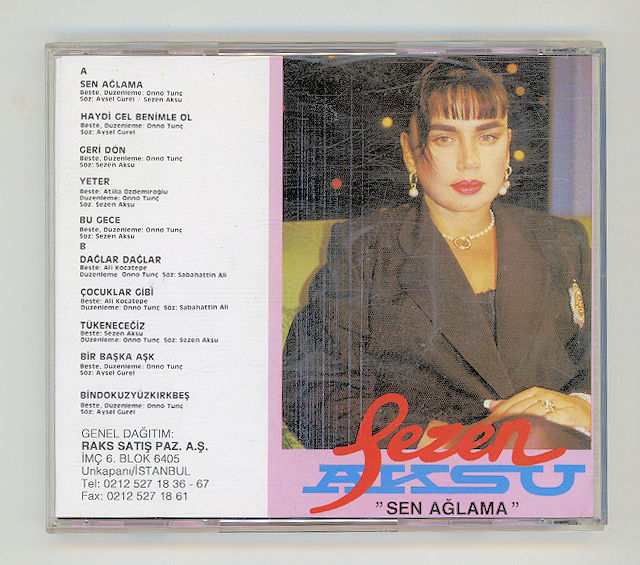 A
SEN AĞLAMA
Beste, Düzenleme: Onno Tunç
Söz: Aysel Gürel / Sezen Aksu
HAYDİ GEL BENİMLE OL
Beste, Düzenleme: Onno Tunç
Söz: Aysel Gürel
GERİ DÖN
Beste, Düzenleme: Onno Tunç
Söz: Sezen Aksu
YETER
Beste: Atilla Özdemiroğlu
Düzenleme: Onno Tunç
Söz: Sezen Aksu
BU GECE
Beste, Düzenleme: Onno Tunç
Söz: Sezen Aksu
B
DAĞLAR DAĞLAR
Beste: Ali Kocatepe
Düzenleme Onno Tunç Söz: Sabahattin Ali
ÇOCUKLAR GİBİ
Beste: Ali Kocatepe
Düzenleme: Onno Tunç Söz: Sabahattin Ali
TÜKENECEĞİZ
Beste: Sezen Aksu
Düzenleme: Onno Tunç Söz: Sezen Aksu
BİR BAŞKA AŞK
Beste, Düzenleme: Onno Tunç
Söz: Aysel Gürel
BİNDOKUZYÜZKIRKBEŞ
Beste, Düzenleme: Onno Tunç
Söz: Aysel Gürel
GENEL DAĞITIM:
RAKS SATIŞ PAZ. A.Ş.
İMÇ 6. BLOK 6405
Unkapanı/İSTANBUL
Tel: 0212 527 18 36 - 67
Fax: 0212 527 18 61
Sezen
AKSU
"SEN AĞLAMA"